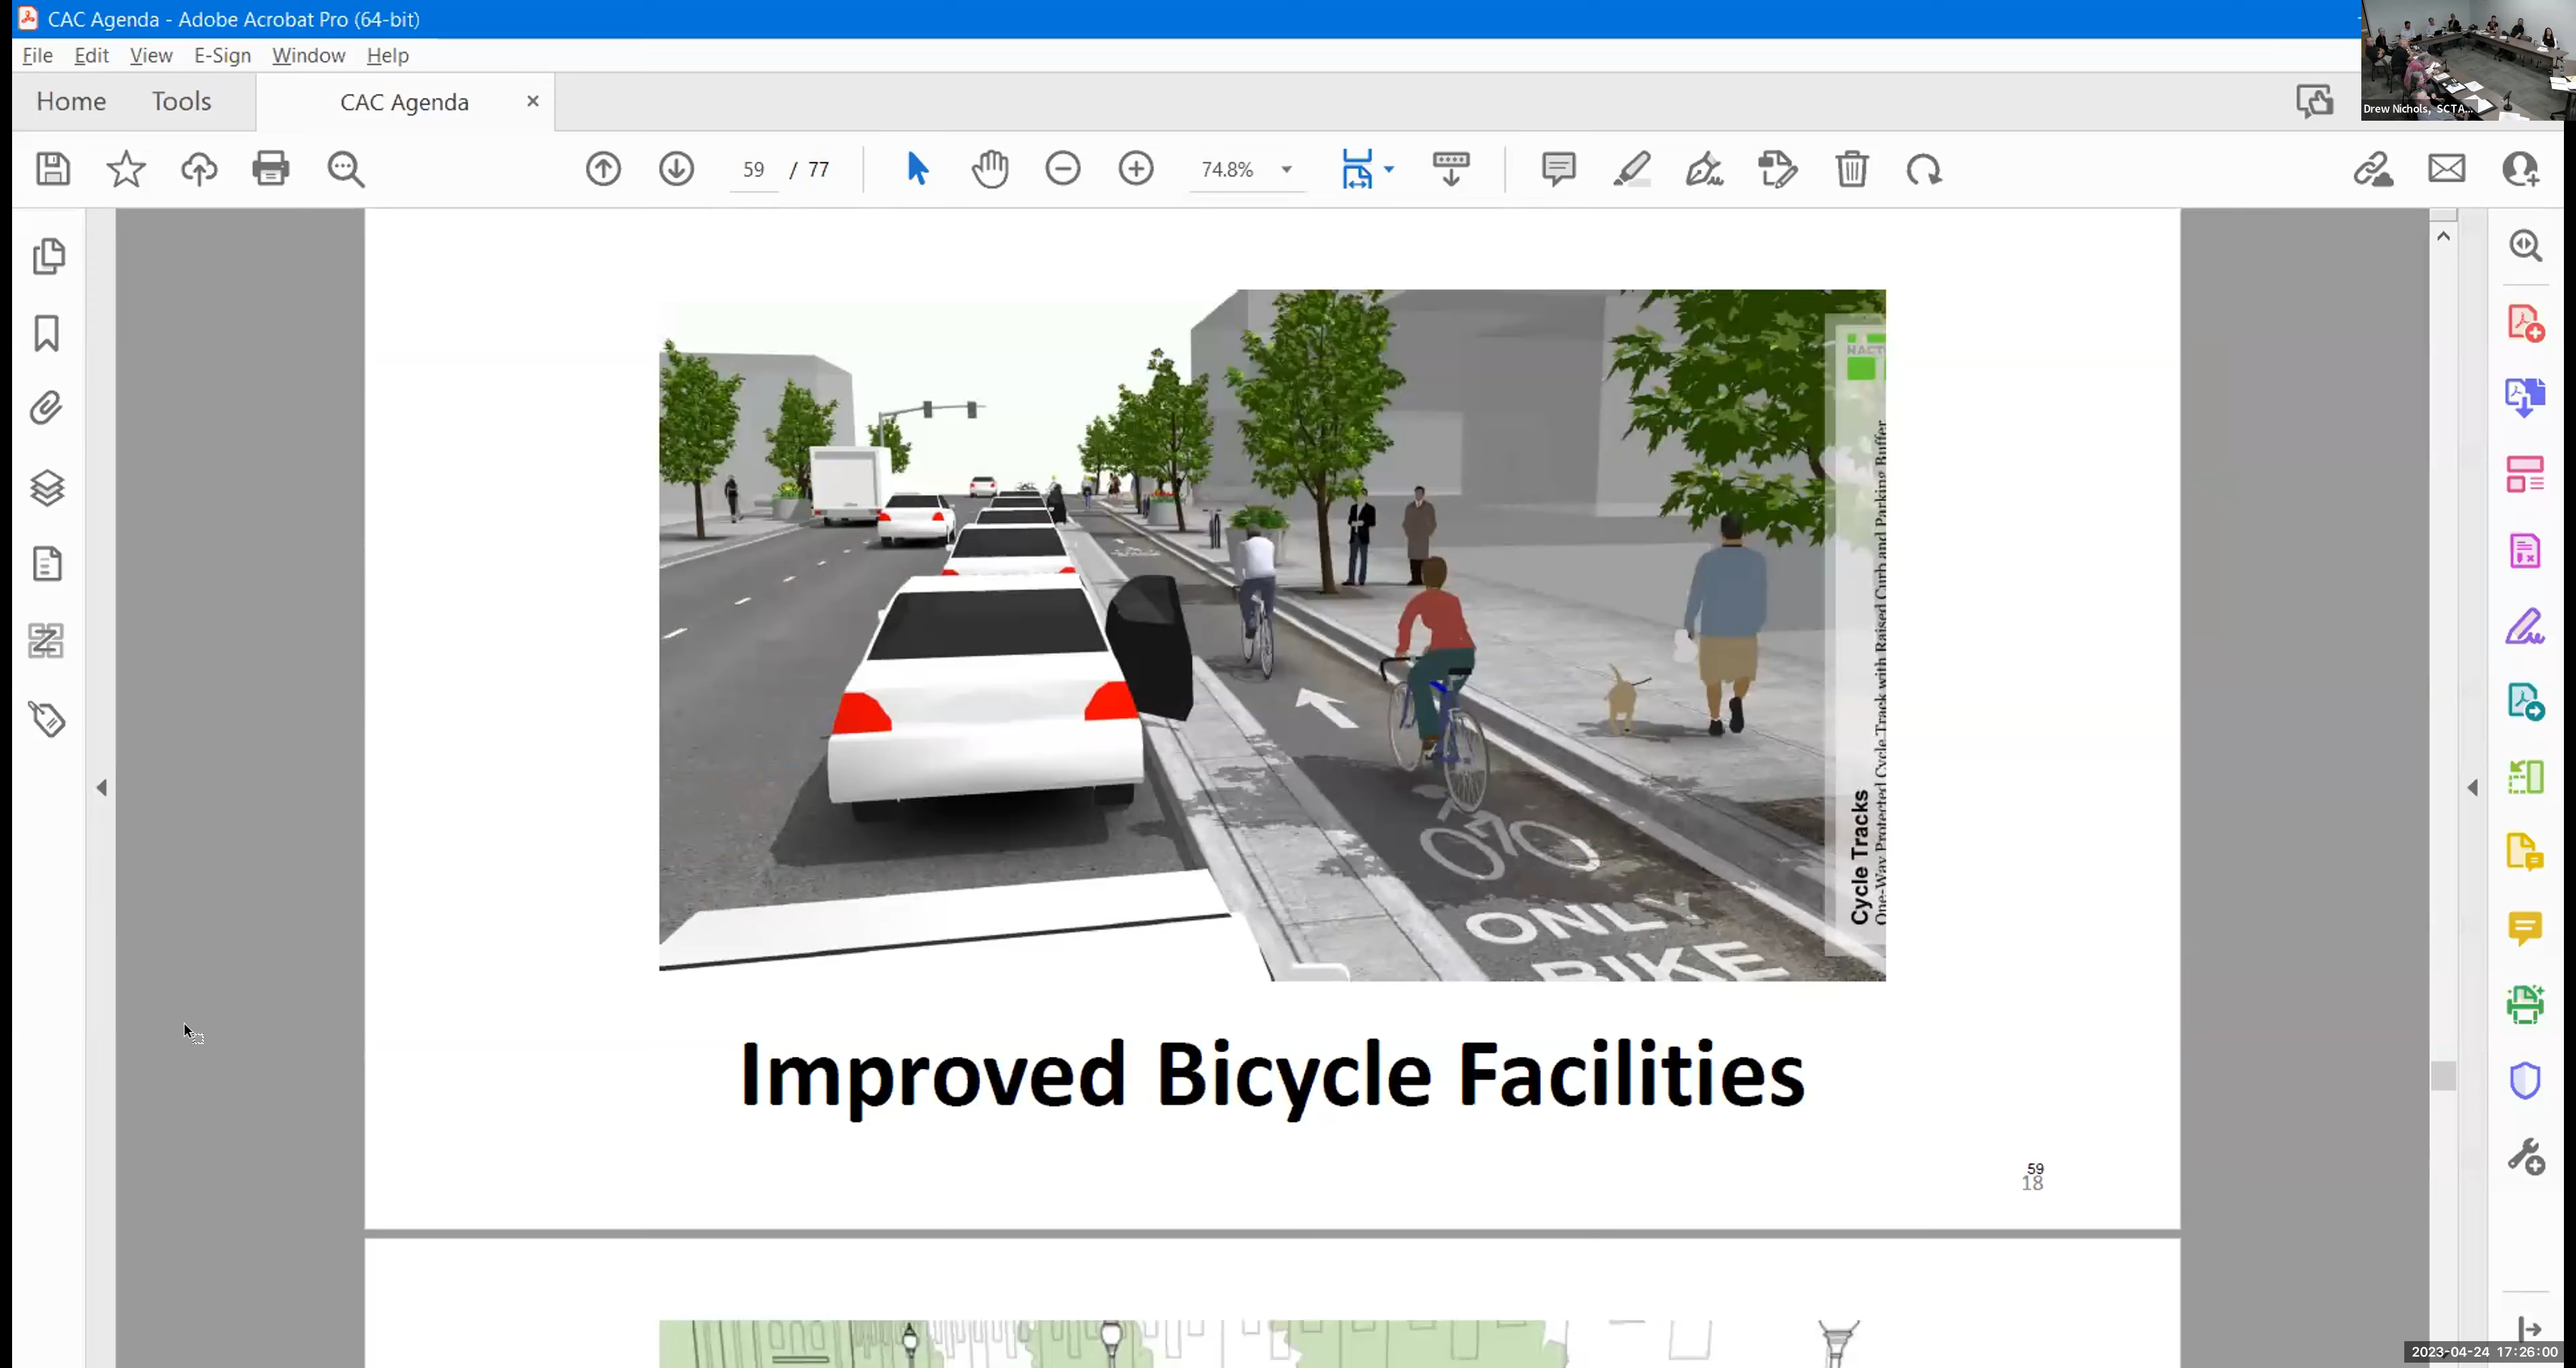 CAC Agenda - Adobe Acrobat Pro (64-bit)
File Edit View E-Sign Window Help
Home Tools CAC Agenda
Drew Nichols, SCTA...
59 / 77
74.8%
NACT
Cycle Tracks
One-Way Protected Cycle Track with Raised Curb and Parking Buffer
ONLY
BIKE
Improved Bicycle Facilities
59
18
2023-04-24 17:26:00